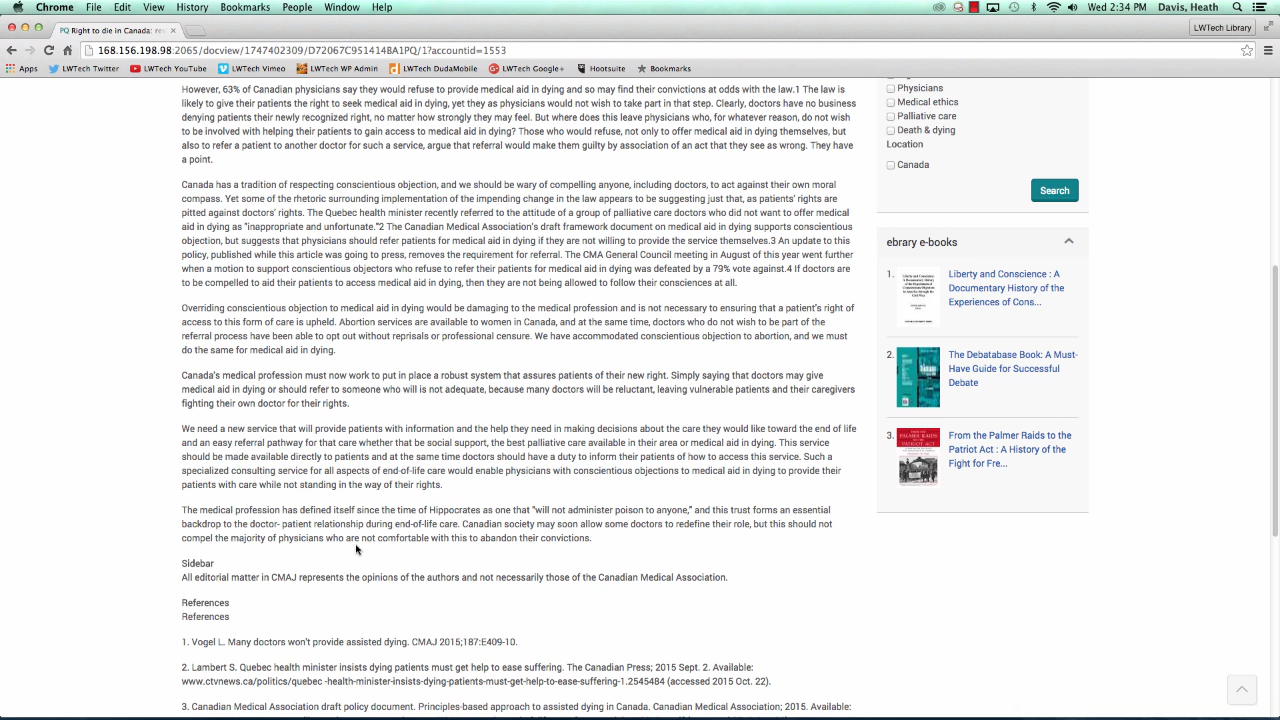 Chrome File Edit View History Bookmarks People Window Help Wed 2:34 PM Davis, Heath
PQ Right to die in Canada: res LWTech Library
168.156.198.98:2065/docview/1747402309/D72067C951414BA1PQ/1?accountid=1553
Apps LWTech Twitter LWTech YouTube LWTech Vimeo LWTech WP Admin LWTech DudaMobile LWTech Google+ Hootsuite Bookmarks
However, 63% of Canadian physicians say they would refuse to provide medical aid in dying and so may find their convictions at odds with the law.1 The law is
likely to give their patients the right to seek medical aid in dying, yet they as physicians would not wish to take part in that step. Clearly, doctors have no business
denying patients their newly recognized right, no matter how strongly they may feel. But where does this leave physicians who, for whatever reason, do not wish
to be involved with helping their patients to gain access to medical aid in dying? Those who would refuse, not only to offer medical aid in dying themselves, but
also to refer a patient to another doctor for such a service, argue that referral would make them guilty by association of an act that they see as wrong. They have
a point.
Canada has a tradition of respecting conscientious objection, and we should be wary of compelling anyone, including doctors, to act against their own moral
compass. Yet some of the rhetoric surrounding implementation of the impending change in the law appears to be suggesting just that, as patients' rights are
pitted against doctors' rights. The Quebec health minister recently referred to the attitude of a group of palliative care doctors who did not want to offer medical
aid in dying as "inappropriate and unfortunate."2 The Canadian Medical Association's draft framework document on medical aid in dying supports conscientious
objection, but suggests that physicians should refer patients for medical aid in dying if they are not willing to provide the service themselves.3 An update to this
policy, published while this article was going to press, removes the requirement for referral. The CMA General Council meeting in August of this year went further
when a motion to support conscientious objectors who refuse to refer their patients for medical aid in dying was defeated by a 79% vote against.4 If doctors are
to be compelled to aid their patients to access medical aid in dying, then they are not being allowed to follow their consciences at all.
Overriding conscientious objection to medical aid in dying would be damaging to the medical profession and is not necessary to ensuring that a patient's right of
access to this form of care is upheld. Abortion services are available to women in Canada, and at the same time, doctors who do not wish to be part of the
referral process have been able to opt out without reprisals or professional censure. We have accommodated conscientious objection to abortion, and we must
do the same for medical aid in dying.
Canada's medical profession must now work to put in place a robust system that assures patients of their new right. Simply saying that doctors may give
medical aid in dying or should refer to someone who will is not adequate, because many doctors will be reluctant, leaving vulnerable patients and their caregivers
fighting their own doctor for their rights.
We need a new service that will provide patients with information and the help they need in making decisions about the care they would like toward the end of life
and an easy referral pathway for that care whether that be social support, the best palliative care available in their area or medical aid in dying. This service
should be made available directly to patients and at the same time doctors should have a duty to inform their patients of how to access this service. Such a
specialized consulting service for all aspects of end-of-life care would enable physicians with conscientious objections to medical aid in dying to provide their
patients with care while not standing in the way of their rights.
The medical profession has defined itself since the time of Hippocrates as one that "will not administer poison to anyone," and this trust forms an essential
backdrop to the doctor- patient relationship during end-of-life care. Canadian society may soon allow some doctors to redefine their role, but this should not
compel the majority of physicians who are not comfortable with this to abandon their convictions.
Sidebar
All editorial matter in CMAJ represents the opinions of the authors and not necessarily those of the Canadian Medical Association.
References
References
1. Vogel L. Many doctors won't provide assisted dying. CMAJ 2015;187:E409-10.
2. Lambert S. Quebec health minister insists dying patients must get help to ease suffering. The Canadian Press; 2015 Sept. 2. Available:
www.ctvnews.ca/politics/quebec -health-minister-insists-dying-patients-must-get-help-to-ease-suffering-1.2545484 (accessed 2015 Oct. 22).
3. Canadian Medical Association draft policy document. Principles-based approach to assisted dying in Canada. Canadian Medical Association; 2015. Available:
Physicians
Medical ethics
Palliative care
Death & dying
Location
Canada
Search
ebrary e-books
1. Liberty and Conscience : A
Documentary History of the
Experiences of Cons...
2. The Debatabase Book: A Must-
Have Guide for Successful
Debate
3. From the Palmer Raids to the
Patriot Act : A History of the
Fight for Fre...